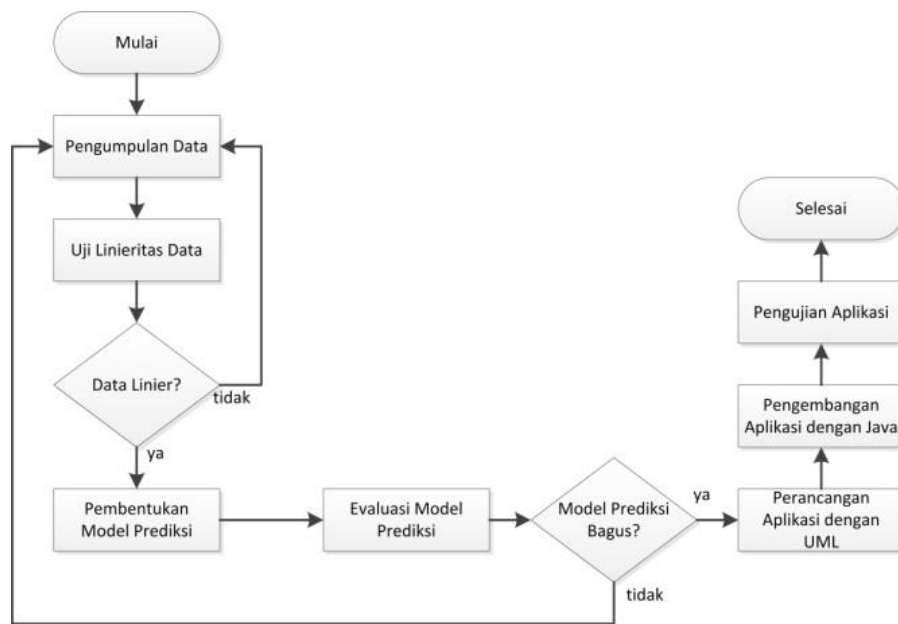 Mulai
Pengumpulan Data
Uji Linieritas Data
Data Linier?
tidak
ya
Pembentukan
Model Prediksi
Evaluasi Model
Prediksi
Model Prediksi
Bagus?
tidak
ya
Perancangan
Aplikasi dengan
UML
Pengembangan
Aplikasi dengan Java
Pengujian Aplikasi
Selesai